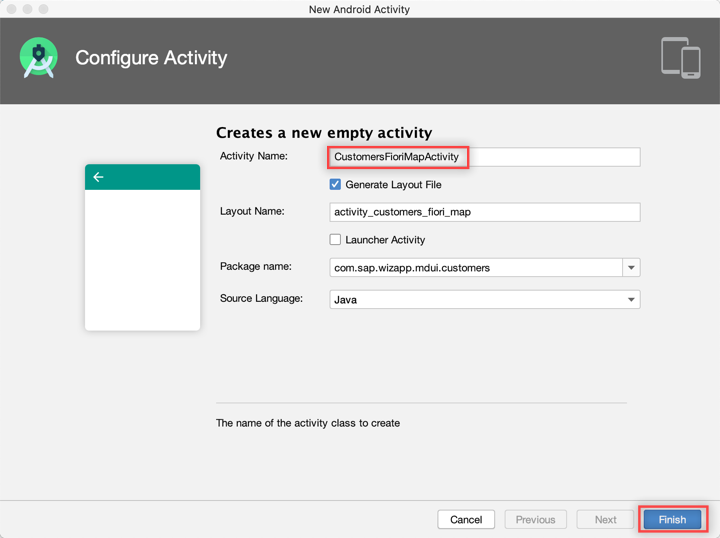 New Android Activity
Configure Activity
Creates a new empty activity
Activity Name: CustomersFioriMapActivity
Generate Layout File
Layout Name: activity_customers_fiori_map
Launcher Activity
Package name: com.sap.wizapp.mdui.customers
Source Language: Java
The name of the activity class to create
Cancel Previous Next Finish